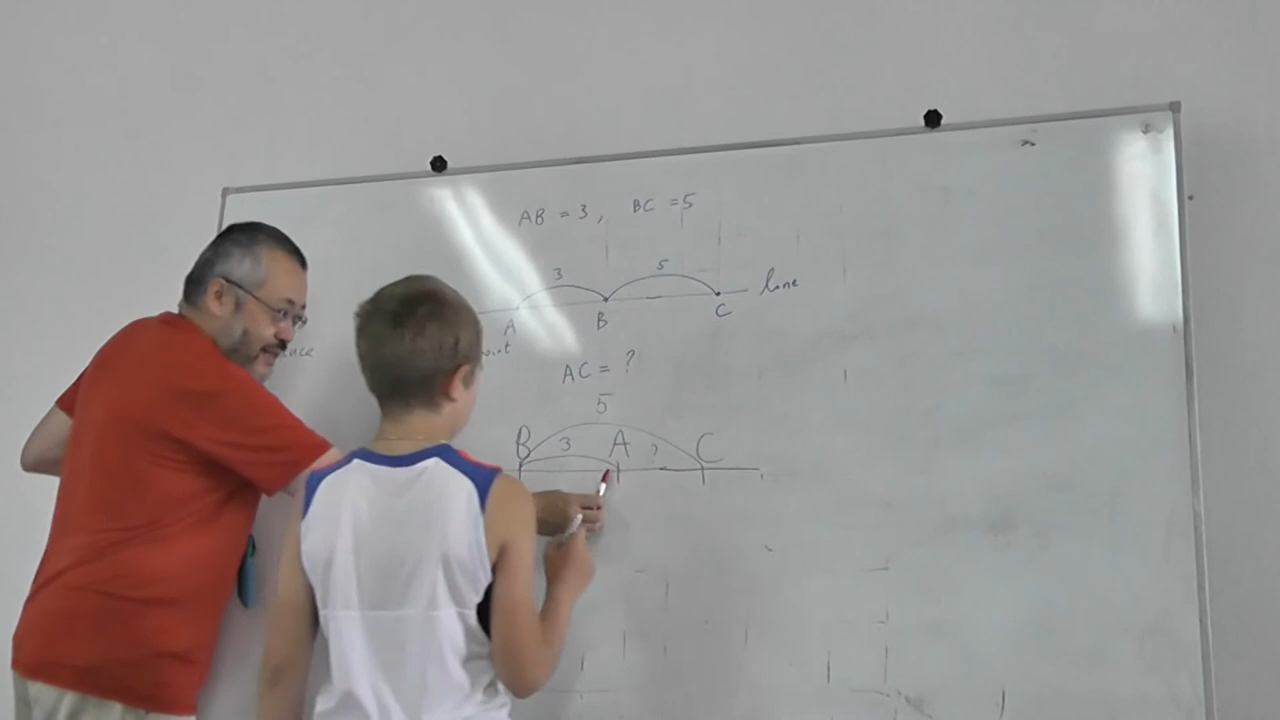 AB = 3, BC = 5
3 5
line
A B C
AC = ?
5
B 3 A ? C